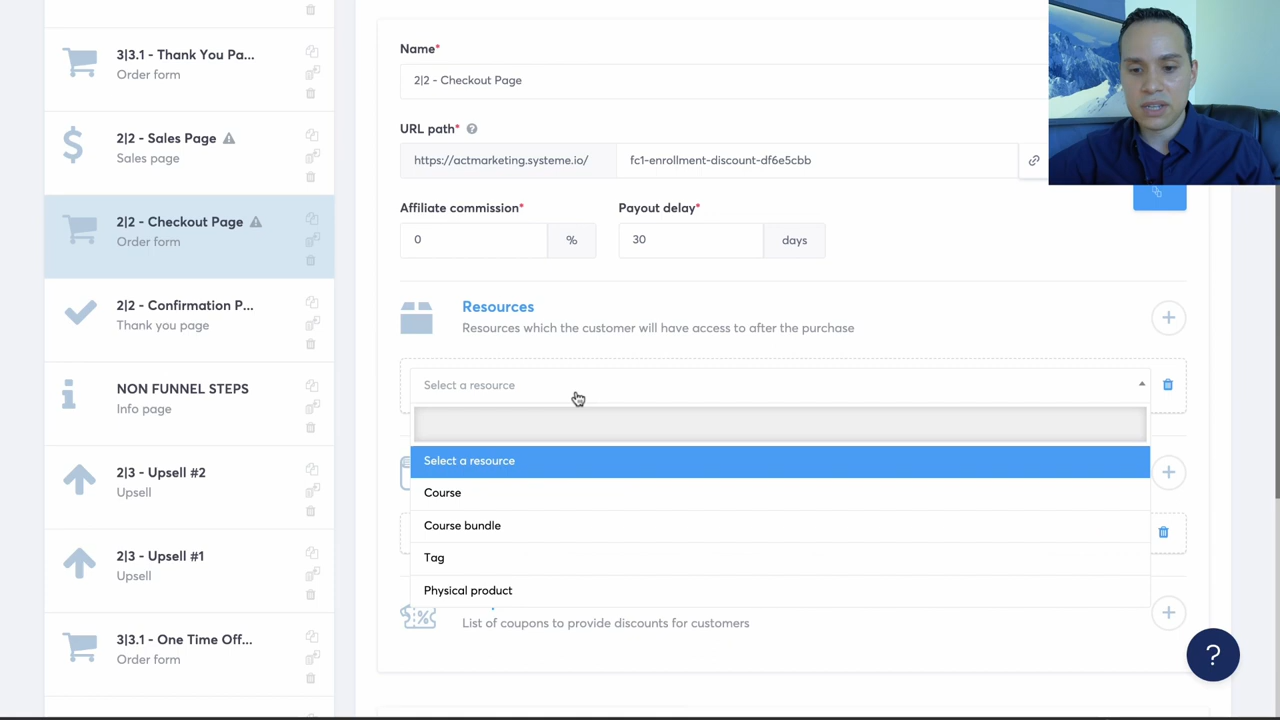 3|3.1 - Thank You Pa...
Order form
2|2 - Sales Page
Sales page
2|2 - Checkout Page
Order form
2|2 - Confirmation P...
Thank you page
NON FUNNEL STEPS
Info page
2|3 - Upsell #2
Upsell
2|3 - Upsell #1
Upsell
3|3.1 - One Time Off...
Order form
Name*
2|2 - Checkout Page
URL path* ?
https://actmarketing.systeme.io/ fc1-enrollment-discount-df6e5cbb
Affiliate commission* Payout delay*
0 % 30 days
Resources
Resources which the customer will have access to after the purchase
Select a resource
Select a resource
Course
Course bundle
Tag
Physical product
List of coupons to provide discounts for customers
?